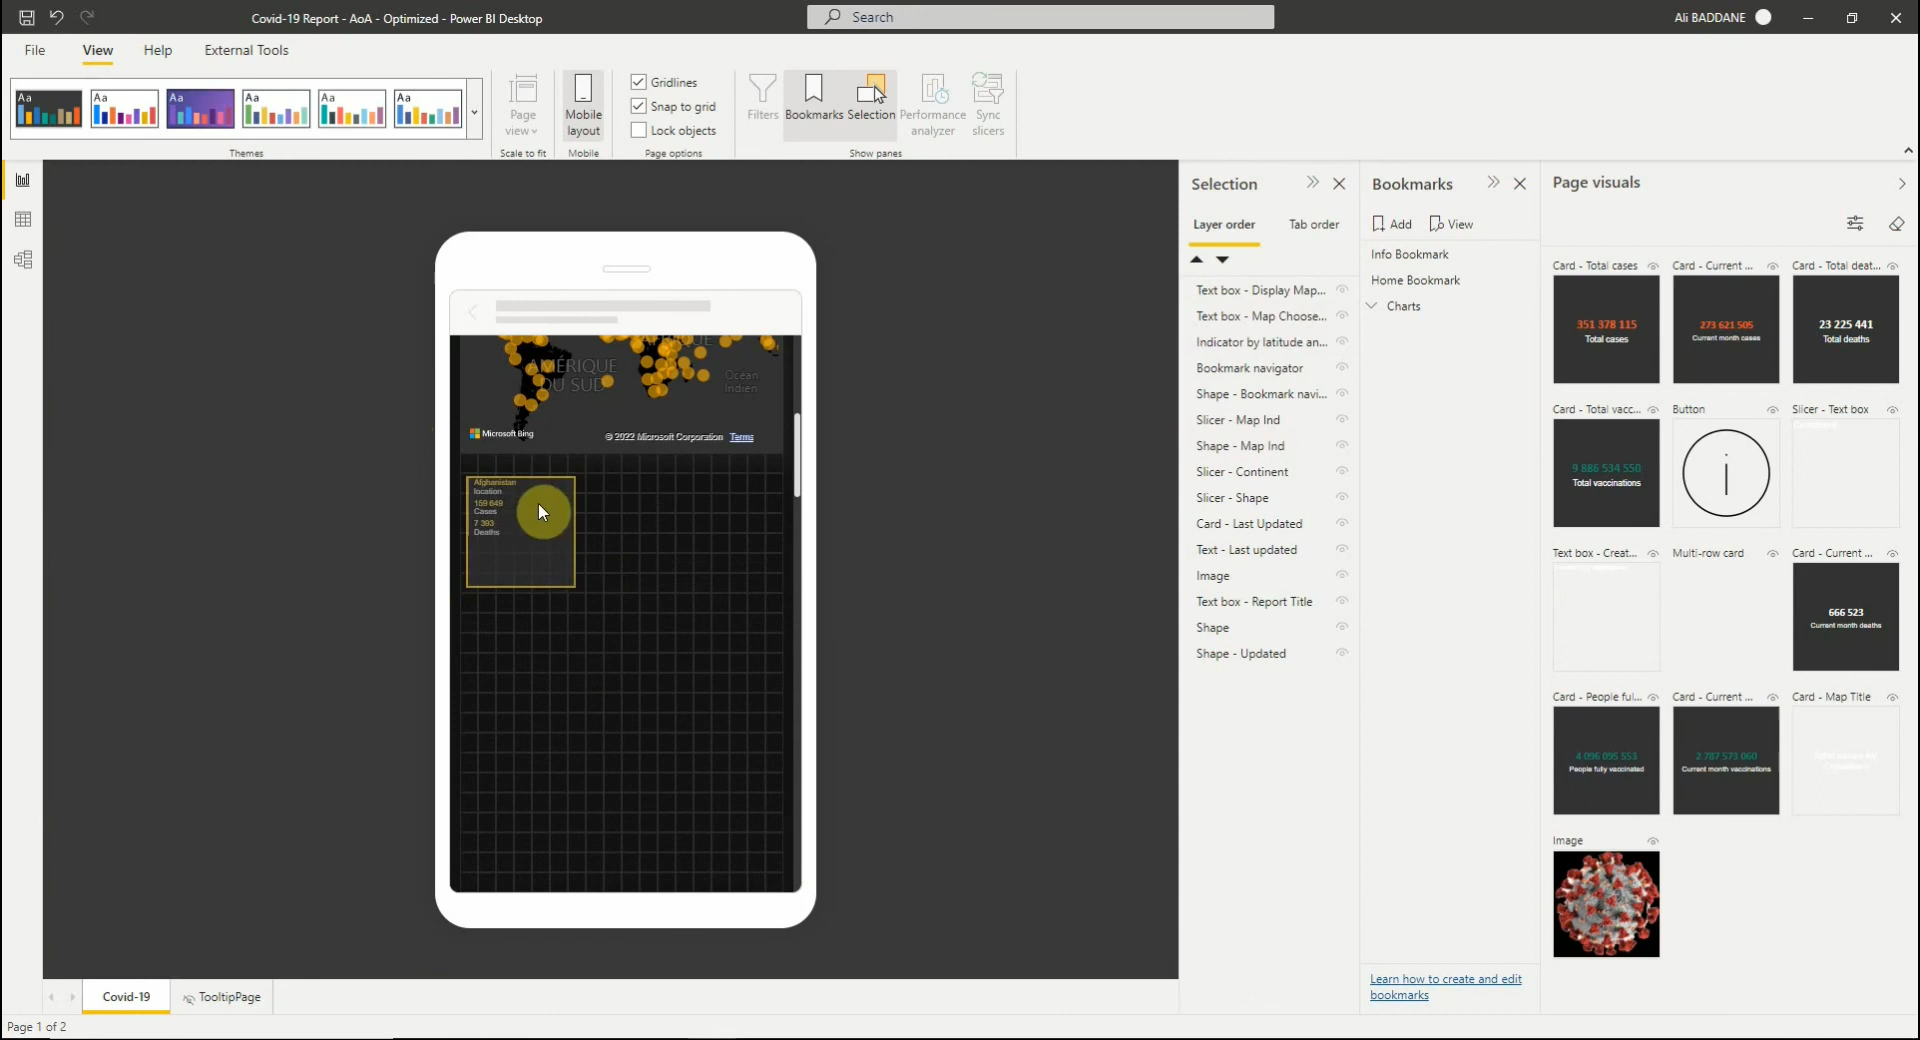 Covid-19 Report - AoA - Optimized - Power BI Desktop
Search
Ali BADDANE
File
View
Help
External Tools
Aa
Aa
Aa
Aa
Aa
Aa
Themes
Page
view
Scale to fit
Mobile
layout
Mobile
Gridlines
Snap to grid
Lock objects
Page options
Filters
Bookmarks
Selection
Performance
analyzer
Sync
slicers
Show panes
AMÉRIQUE
DU SUD
AFRIQUE
Océan
Indien
Microsoft Bing
© 2022 Microsoft Corporation Terms
Afghanistan
location
159 649
Cases
7 393
Deaths
Selection
Layer order
Tab order
Text box - Display Map...
Text box - Map Choose...
Indicator by latitude an...
Bookmark navigator
Shape - Bookmark navi...
Slicer - Map Ind
Shape - Map Ind
Slicer - Continent
Slicer - Shape
Card - Last Updated
Text - Last updated
Image
Text box - Report Title
Shape
Shape - Updated
Bookmarks
Add
View
Info Bookmark
Home Bookmark
Charts
Learn how to create and edit
bookmarks
Page visuals
Card - Total cases
Card - Current ...
Card - Total deat...
351 378 115
Total cases
273 621 505
Current month cases
23 225 441
Total deaths
Card - Total vacc...
Button
Slicer - Text box
9 886 534 550
Total vaccinations
i
Text box - Creat...
Multi-row card
Card - Current ...
666 523
Current month deaths
Card - People ful...
Card - Current ...
Card - Map Title
4 096 095 553
People fully vaccinated
2 787 573 060
Current month vaccinations
Image
Covid-19
TooltipPage
Page 1 of 2